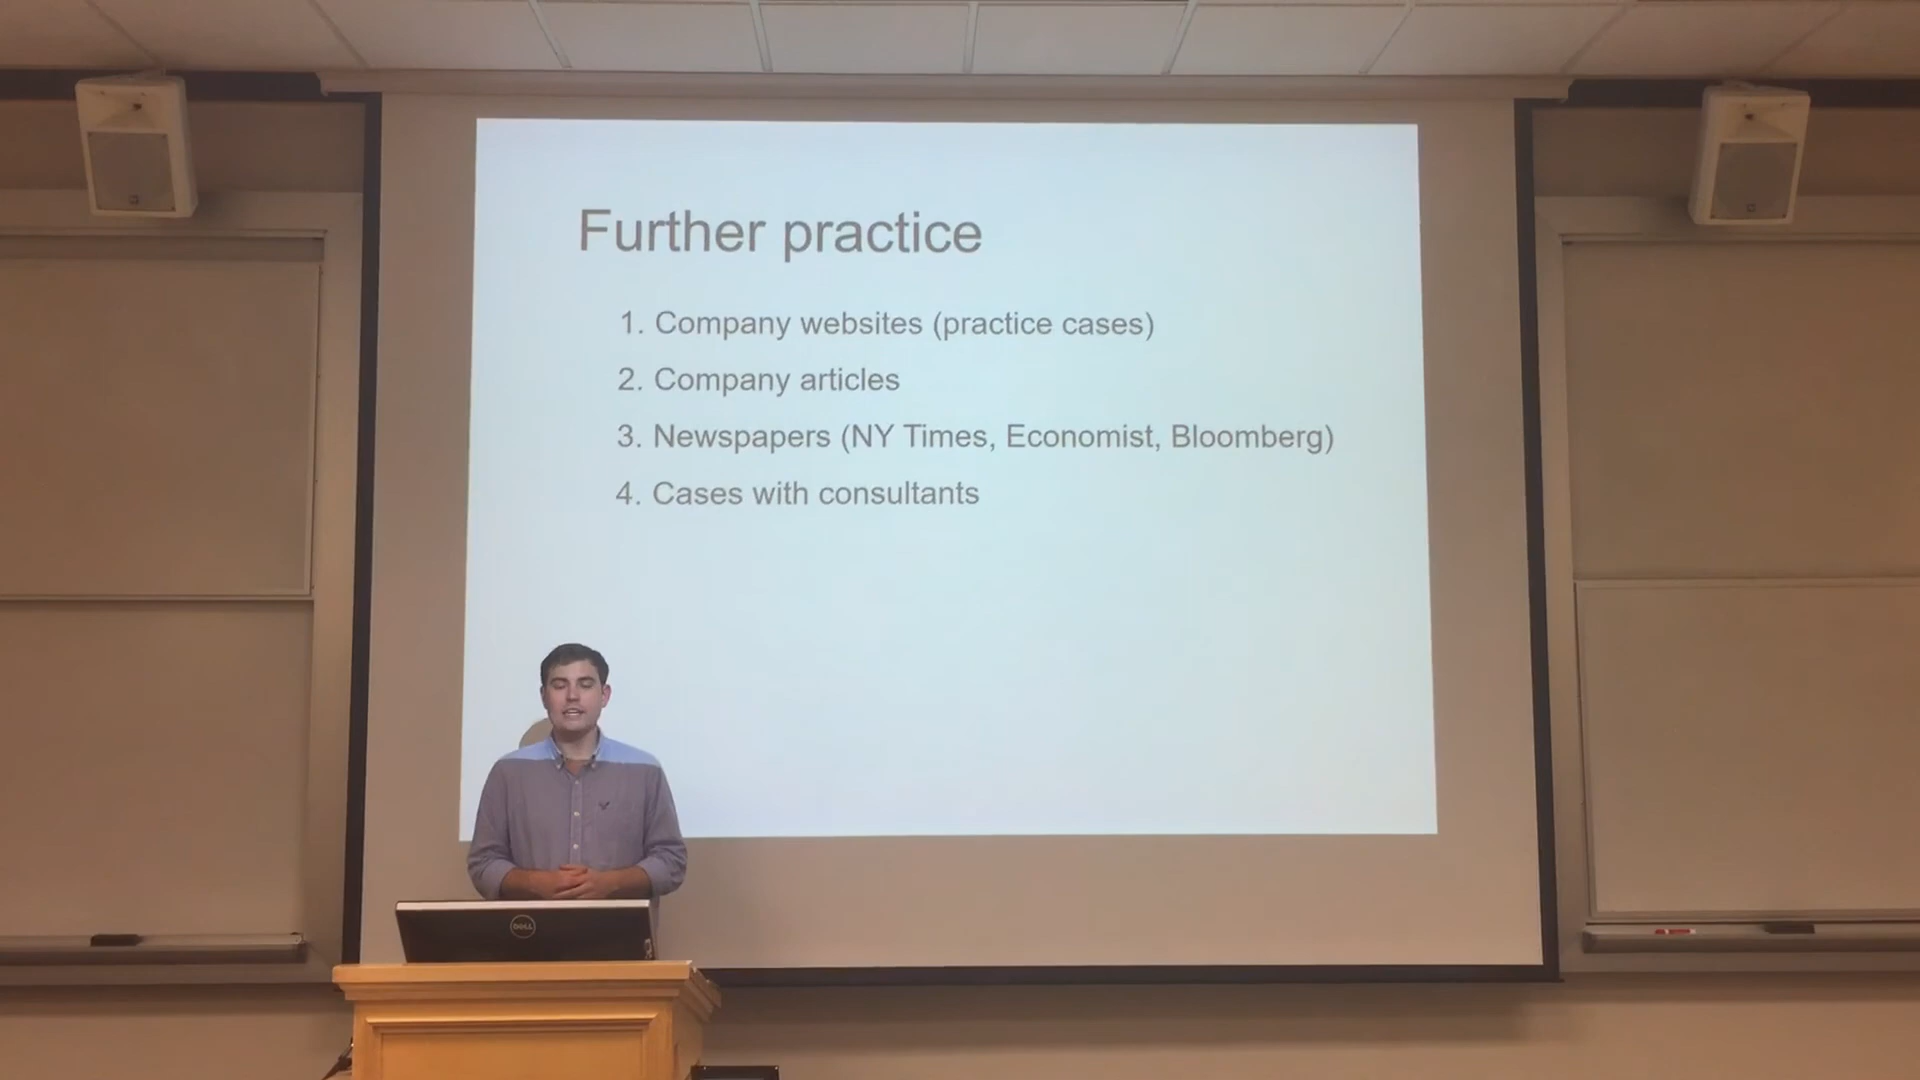 Further practice
1. Company websites (practice cases)
2. Company articles
3. Newspapers (NY Times, Economist, Bloomberg)
4. Cases with consultants
DELL